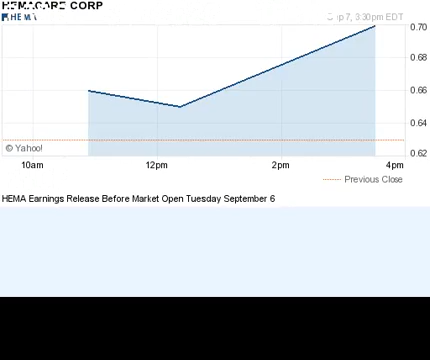 HEMACARE CORP
HEMA
Sep 7, 3:30pm EDT
0.70
0.68
0.66
0.64
0.62
© Yahoo!
10am
12pm
2pm
4pm
Previous Close
HEMA Earnings Release Before Market Open Tuesday September 6